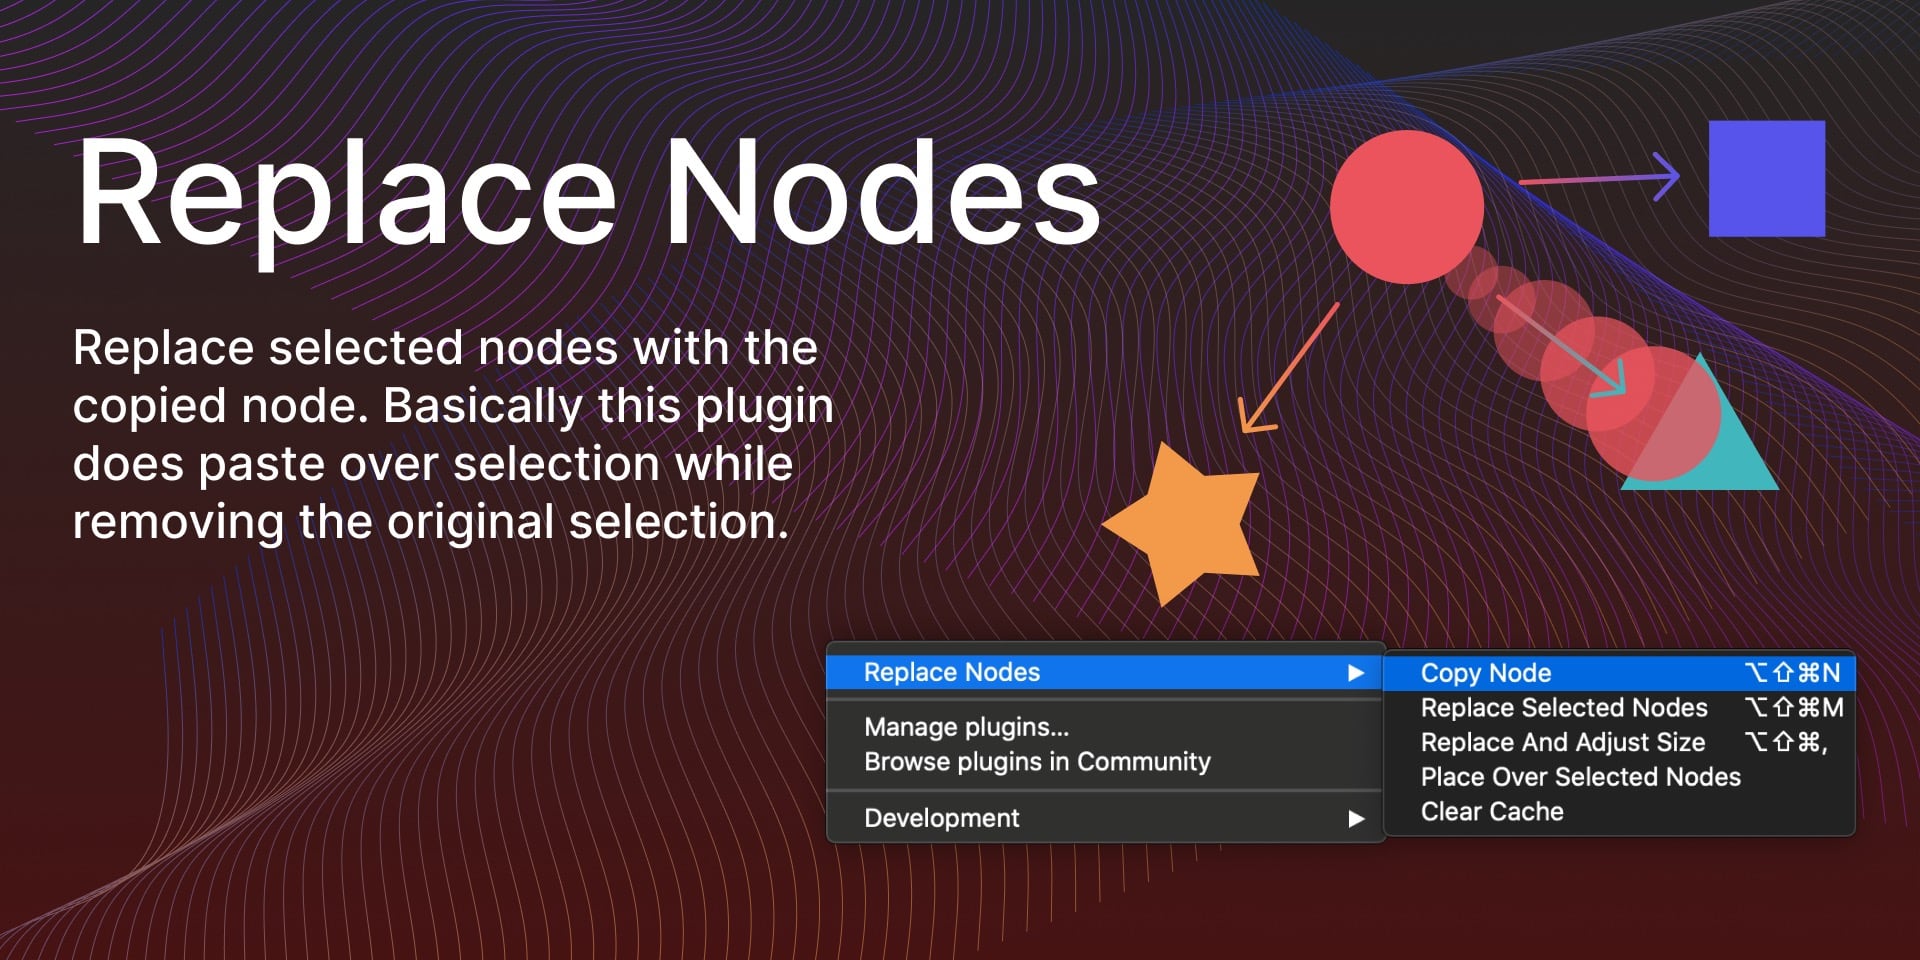 Replace Nodes
Replace selected nodes with the
copied node. Basically this plugin
does paste over selection while
removing the original selection.
Replace Nodes ▶
Manage plugins...
Browse plugins in Community
Development ▶
Copy Node ⌥⇧⌘N
Replace Selected Nodes ⌥⇧⌘M
Replace And Adjust Size ⌥⇧⌘,
Place Over Selected Nodes
Clear Cache